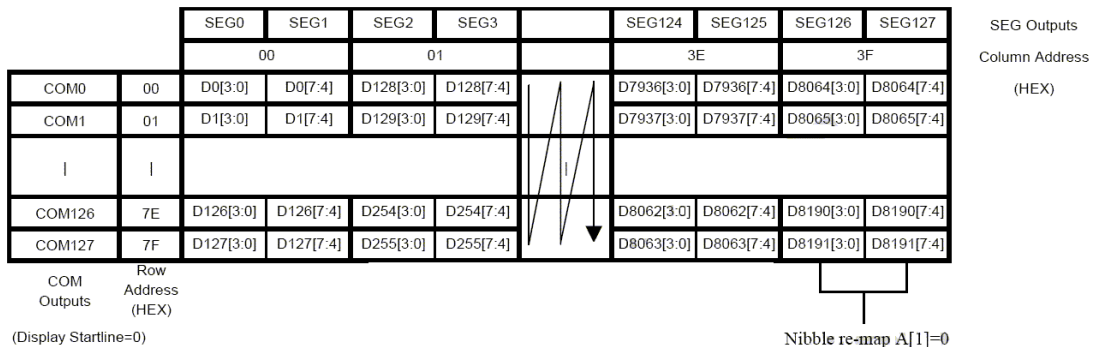 SEG0 SEG1 SEG2 SEG3 SEG124 SEG125 SEG126 SEG127 SEG Outputs
00 01 3E 3F Column Address
COM0 00 D0[3:0] D0[7:4] D128[3:0] D128[7:4] D7936[3:0] D7936[7:4] D8064[3:0] D8064[7:4] (HEX)
COM1 01 D1[3:0] D1[7:4] D129[3:0] D129[7:4] D7937[3:0] D7937[7:4] D8065[3:0] D8065[7:4]
| | |
COM126 7E D126[3:0] D126[7:4] D254[3:0] D254[7:4] D8062[3:0] D8062[7:4] D8190[3:0] D8190[7:4]
COM127 7F D127[3:0] D127[7:4] D255[3:0] D255[7:4] D8063[3:0] D8063[7:4] D8191[3:0] D8191[7:4]
COM
Outputs
Row
Address
(HEX)
(Display Startline=0)
Nibble re-map A[1]=0